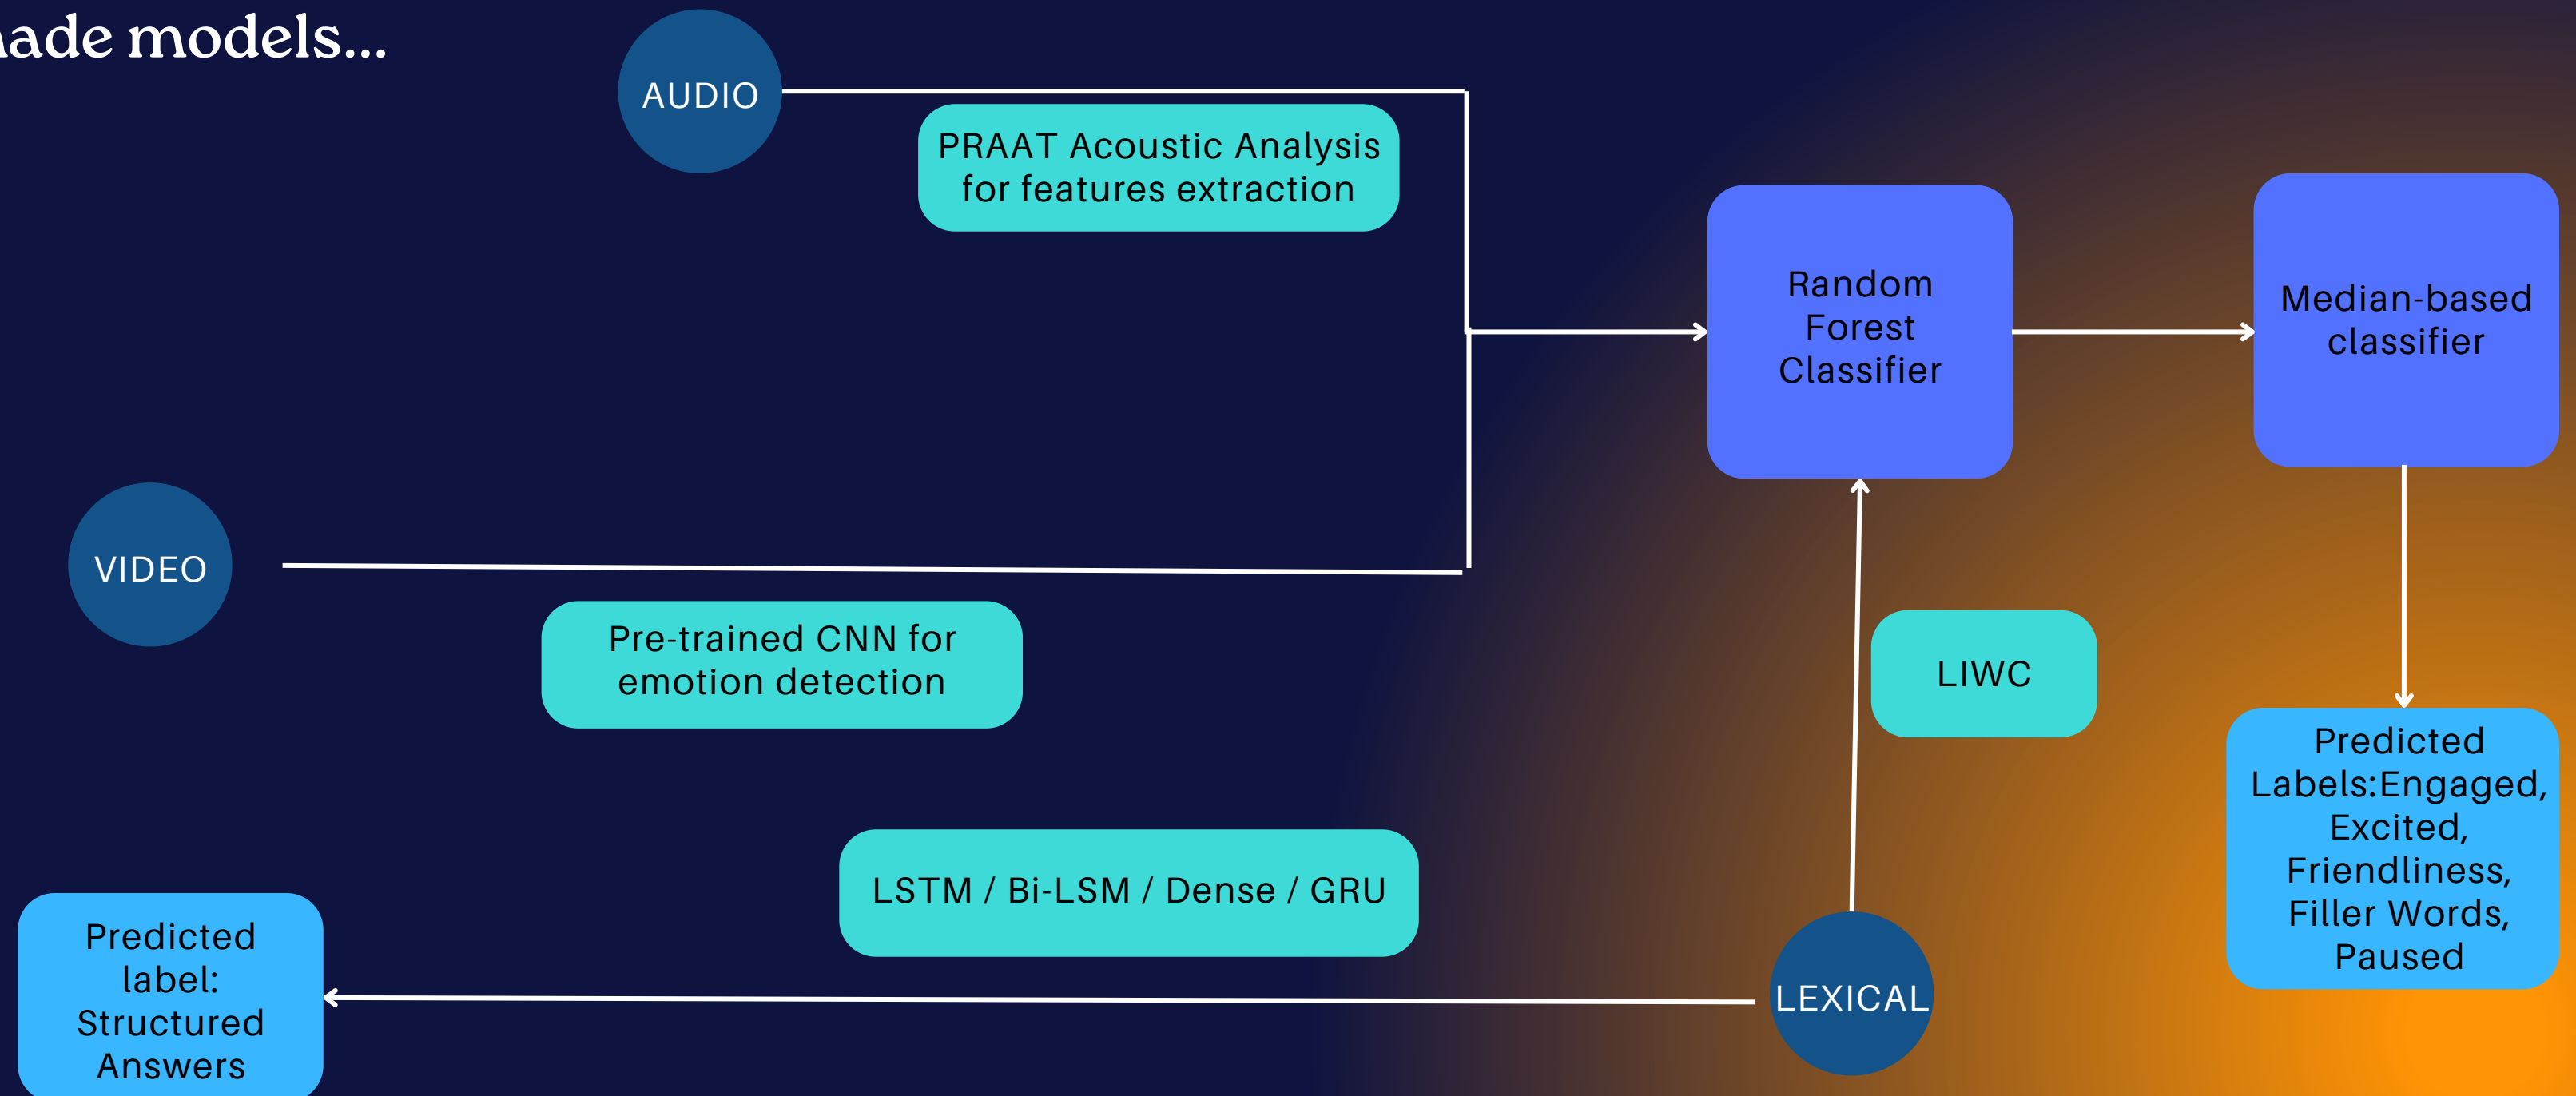 made models...
AUDIO
PRAAT Acoustic Analysis
for features extraction
Random
Forest
Classifier
Median-based
classifier
VIDEO
Pre-trained CNN for
emotion detection
LIWC
Predicted
Labels:Engaged,
Excited,
Friendliness,
Filler Words,
Paused
LSTM / Bi-LSM / Dense / GRU
Predicted
label:
Structured
Answers
LEXICAL